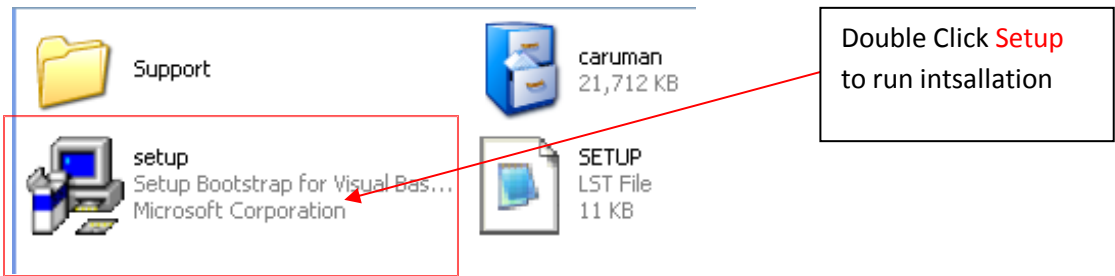 Support
caruman
21,712 KB
setup
Setup Bootstrap for Visual Bas...
Microsoft Corporation
SETUP
LST File
11 KB
Double Click Setup
to run intsallation